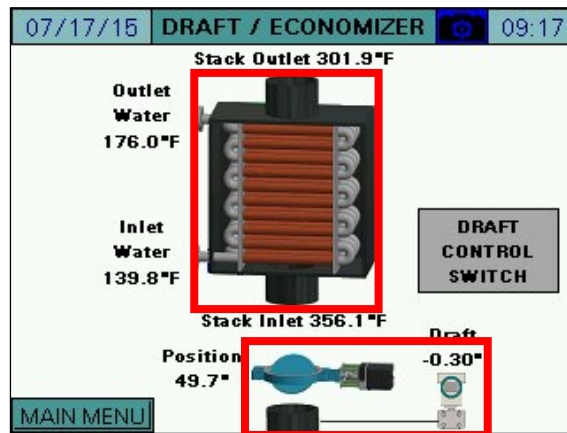 07/17/15 DRAFT / ECONOMIZER 09:17
Stack Outlet 301.9°F
Outlet
Water
176.0°F
Inlet
Water
139.8°F
DRAFT
CONTROL
SWITCH
Stack Inlet 356.1°F
Draft
-0.30"
Position
49.7°
MAIN MENU